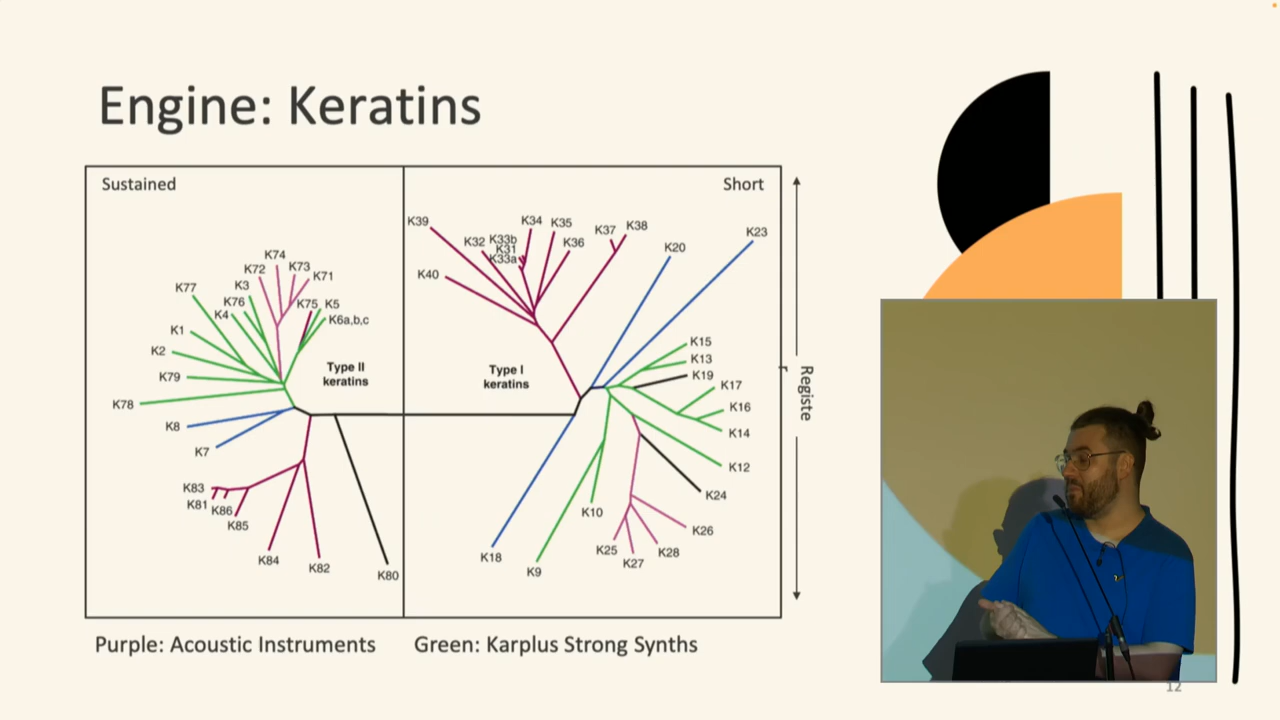 Engine: Keratins
Sustained
Short
K39
K34
K35
K37
K38
K32
K33b
K31
K33a
K36
K20
K23
K40
K74
K72
K73
K71
K77
K3
K76
K4
K75
K5
K6a,b,c
K1
K2
K79
K78
K8
K7
Type II
keratins
Type I
keratins
K15
K13
K19
K17
K16
K14
K12
K24
K83
K81
K86
K85
K84
K82
K80
K18
K9
K10
K25
K27
K28
K26
Registe
Purple: Acoustic Instruments
Green: Karplus Strong Synths
12